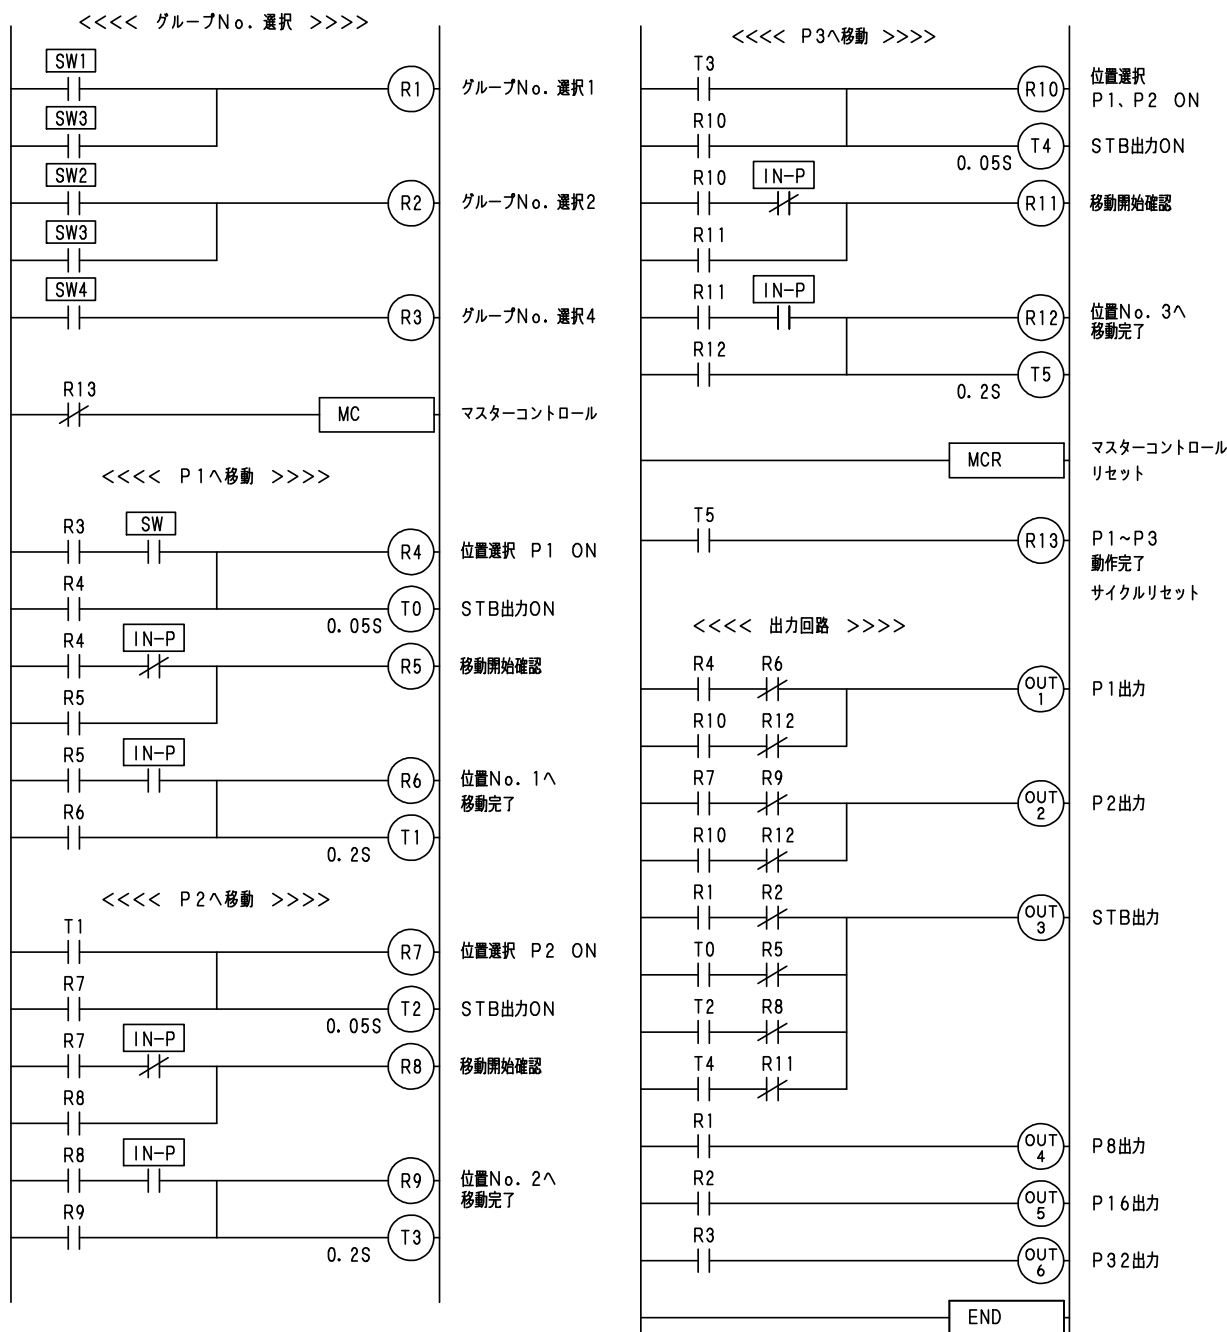 <<<< グループNo. 選択 >>>>
SW1
R1 グループNo. 選択1
SW3
SW2
R2 グループNo. 選択2
SW3
SW4
R3 グループNo. 選択4
R13
MC マスターコントロール
<<<< P1へ移動 >>>>
R3 SW
R4 位置選択 P1 ON
R4
T0 STB出力ON
0.05S
R4 IN-P
R5 移動開始確認
R5
R5 IN-P
R6 位置No. 1へ
移動完了
R6
T1
0.2S
<<<< P2へ移動 >>>>
T1
R7 位置選択 P2 ON
R7
T2 STB出力ON
0.05S
R7 IN-P
R8 移動開始確認
R8
R8 IN-P
R9 位置No. 2へ
移動完了
R9
T3
0.2S
<<<< P3へ移動 >>>>
T3
R10 位置選択
P1、P2 ON
R10
T4 STB出力ON
0.05S
R10 IN-P
R11 移動開始確認
R11
R11 IN-P
R12 位置No. 3へ
移動完了
R12
T5
0.2S
MCR マスターコントロール
リセット
T5
R13 P1~P3
動作完了
サイクルリセット
<<<< 出力回路 >>>>
R4 R6
OUT 1 P1出力
R10 R12
R7 R9
OUT 2 P2出力
R10 R12
R1 R2
OUT 3 STB出力
T0 R5
T2 R8
T4 R11
R1
OUT 4 P8出力
R2
OUT 5 P16出力
R3
OUT 6 P32出力
END